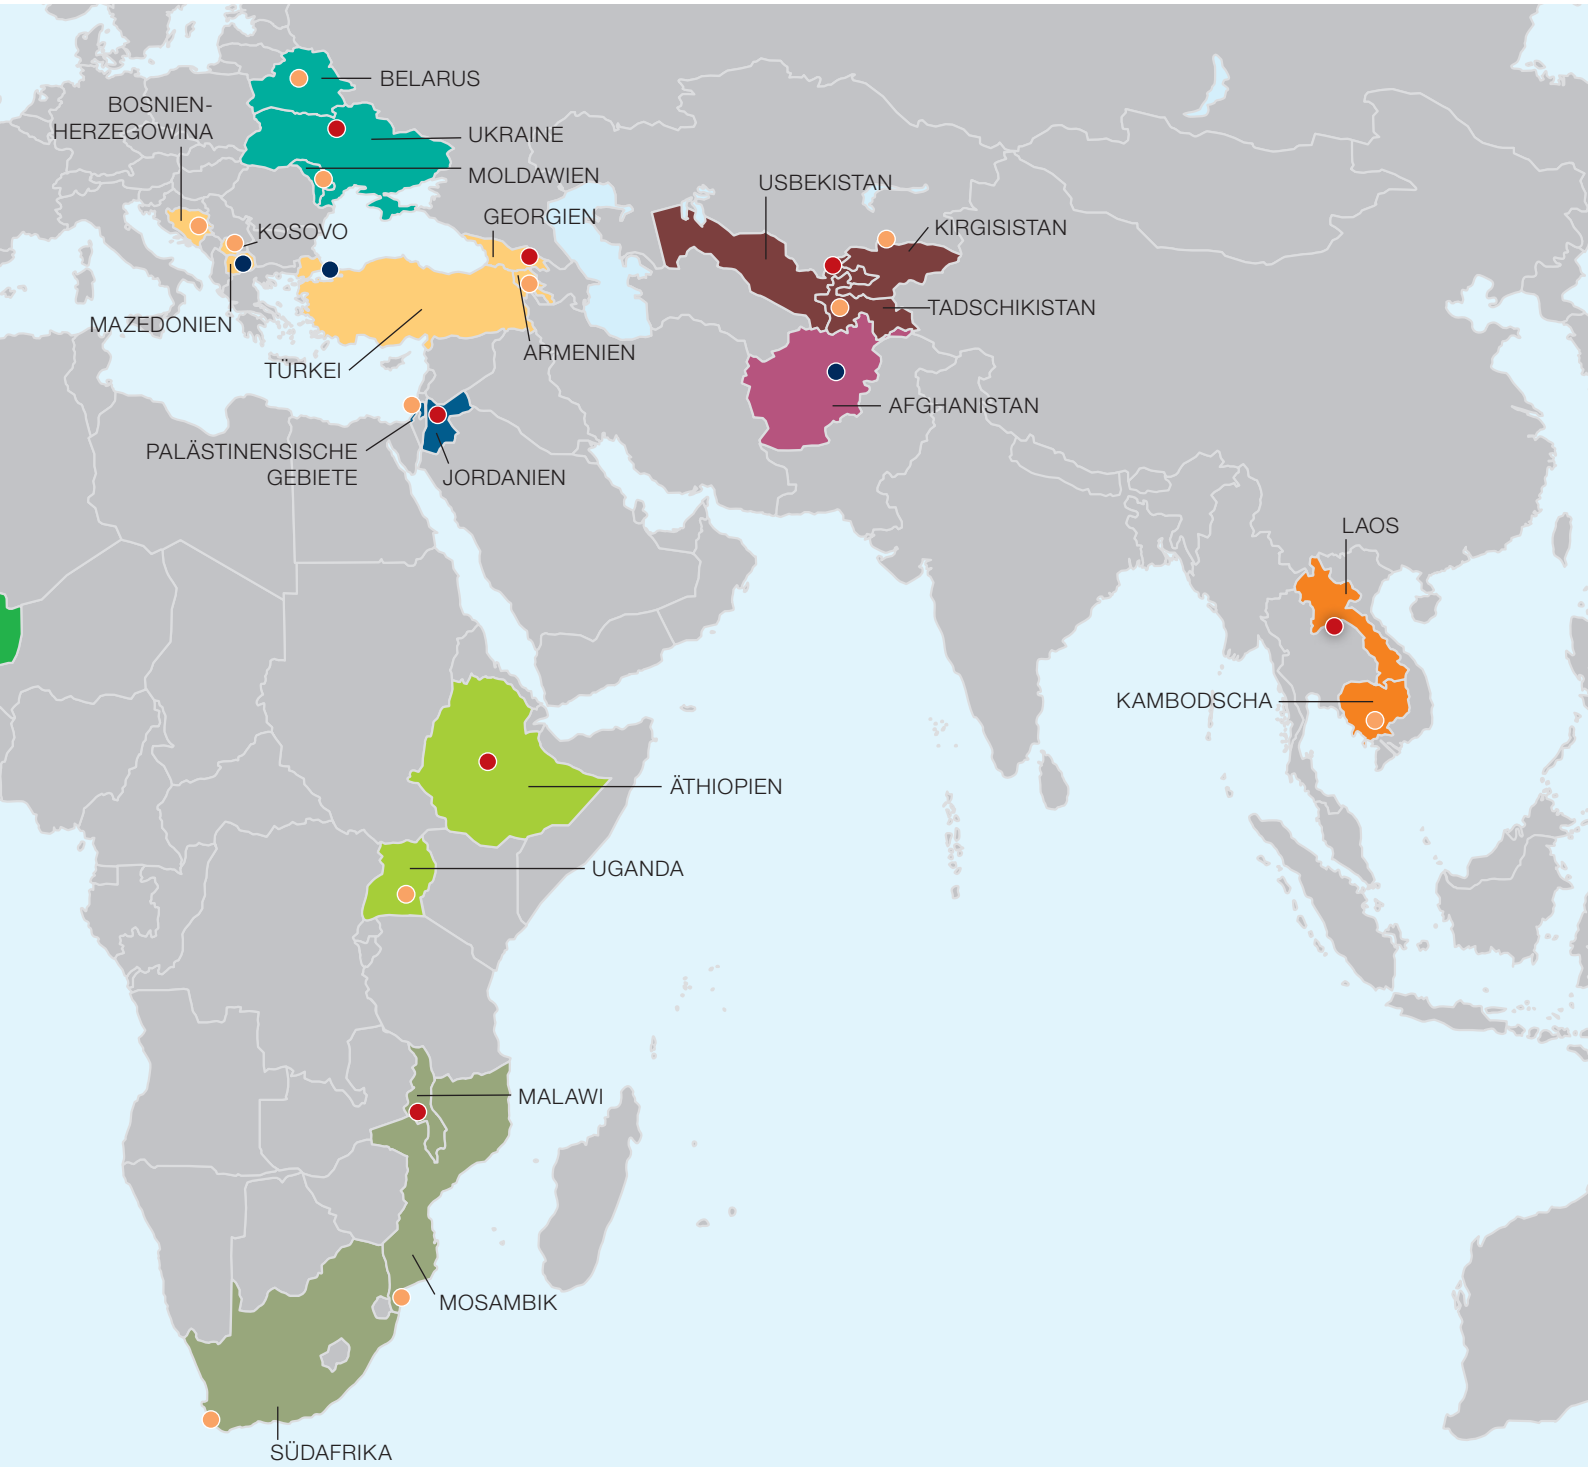 BELARUS
BOSNIEN-
HERZEGOWINA
UKRAINE
MOLDAWIEN
USBEKISTAN
GEORGIEN
KIRGISISTAN
KOSOVO
TADSCHIKISTAN
MAZEDONIEN
ARMENIEN
TÜRKEI
AFGHANISTAN
PALÄSTINENSISCHE
GEBIETE
JORDANIEN
LAOS
KAMBODSCHA
ÄTHIOPIEN
UGANDA
MALAWI
MOSAMBIK
SÜDAFRIKA